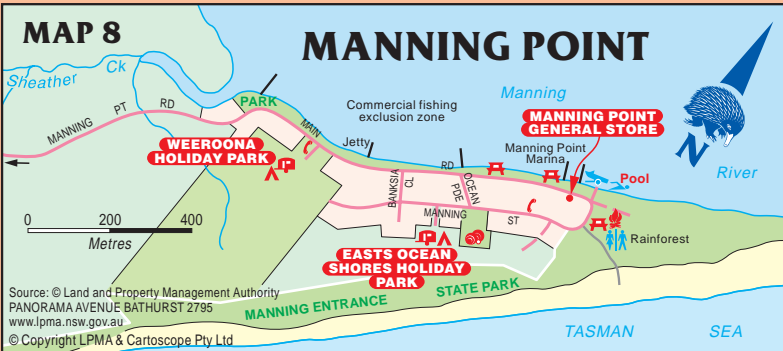 MAP 8
MANNING POINT
Sheather Ck
MANNING PT RD
PARK
MAIN
RD
Commercial fishing
exclusion zone
Jetty
Manning
River
MANNING POINT
GENERAL STORE
Manning Point
Marina
Pool
WEEROONA
HOLIDAY PARK
BANKSIA
CL
OCEAN
PDE
MANNING
ST
N
0 200 400
Metres
EASTS OCEAN
SHORES HOLIDAY
PARK
Rainforest
MANNING ENTRANCE STATE PARK
TASMAN SEA
Source: © Land and Property Management Authority
PANORAMA AVENUE BATHURST 2795
www.lpma.nsw.gov.au
© Copyright LPMA & Cartoscope Pty Ltd